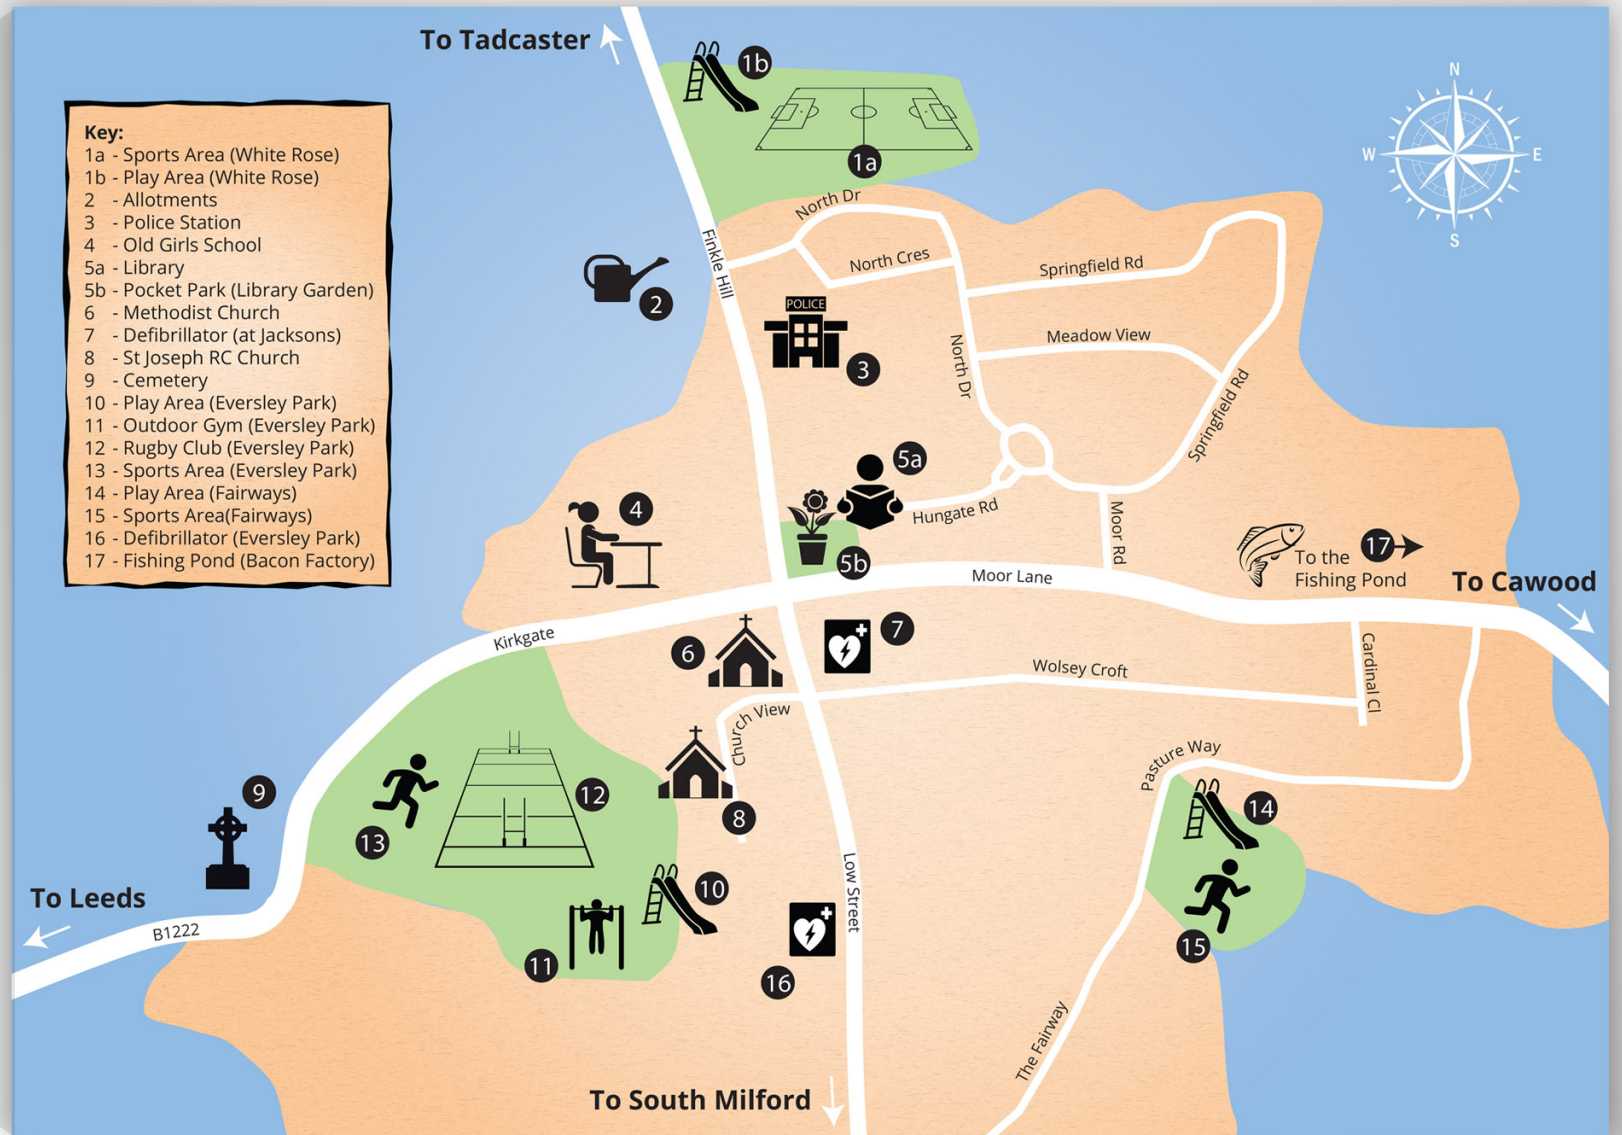 To Tadcaster
1b
1a
N
W
E
S
Key:
1a - Sports Area (White Rose)
1b - Play Area (White Rose)
2 - Allotments
3 - Police Station
4 - Old Girls School
5a - Library
5b - Pocket Park (Library Garden)
6 - Methodist Church
7 - Defibrillator (at Jacksons)
8 - St Joseph RC Church
9 - Cemetery
10 - Play Area (Eversley Park)
11 - Outdoor Gym (Eversley Park)
12 - Rugby Club (Eversley Park)
13 - Sports Area (Eversley Park)
14 - Play Area (Fairways)
15 - Sports Area(Fairways)
16 - Defibrillator (Eversley Park)
17 - Fishing Pond (Bacon Factory)
North Dr
Finkle Hill
North Cres
Springfield Rd
2
POLICE
3
Meadow View
North Dr
Springfield Rd
5a
4
Hungate Rd
Moor Rd
5b
To the
Fishing Pond
17
Moor Lane
To Cawood
Kirkgate
6
7
Wolsey Croft
Cardinal Cl
Church View
Pasture Way
9
12
8
13
14
10
To Leeds
B1222
Low Street
11
16
15
The Fairway
To South Milford